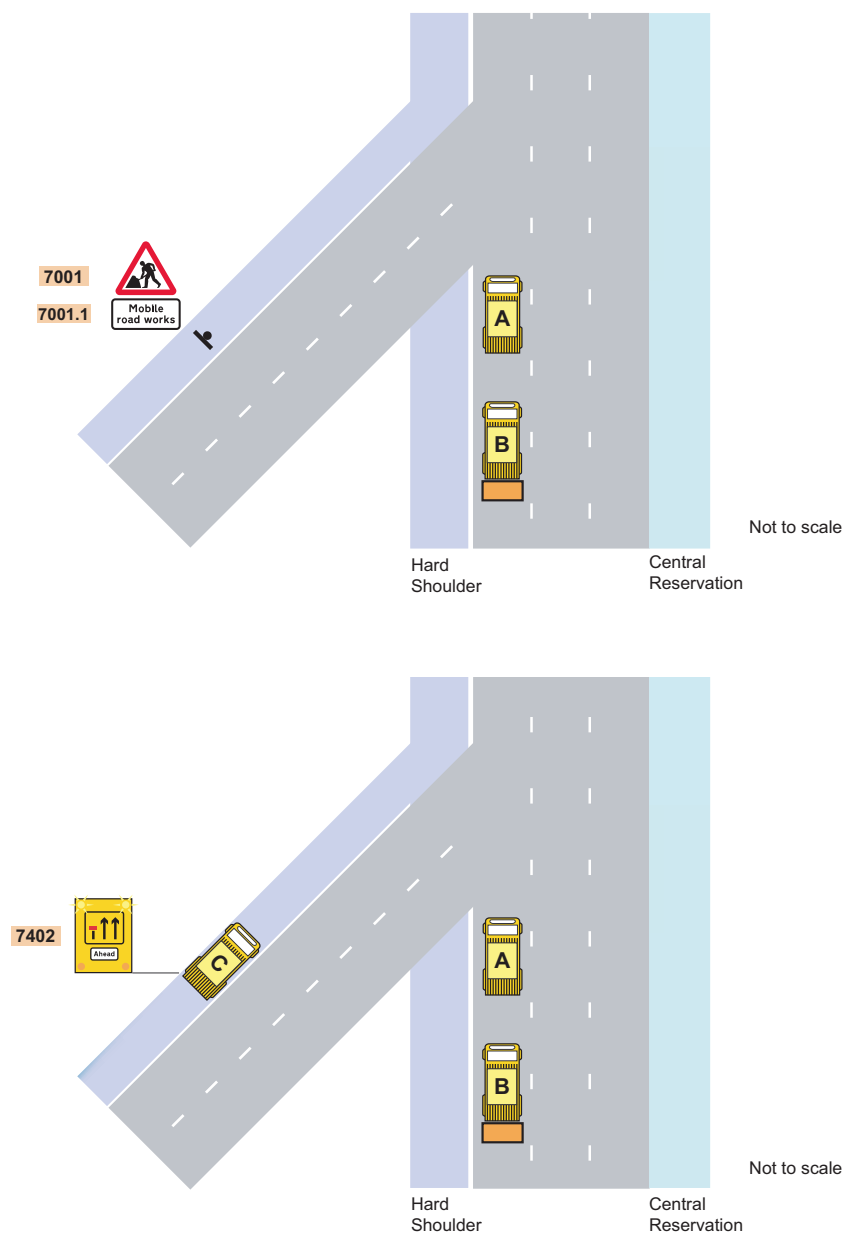 7001
7001.1
Mobile
road works
A
B
Not to scale
Hard
Shoulder
Central
Reservation
7402
Ahead
C
A
B
Not to scale
Hard
Shoulder
Central
Reservation